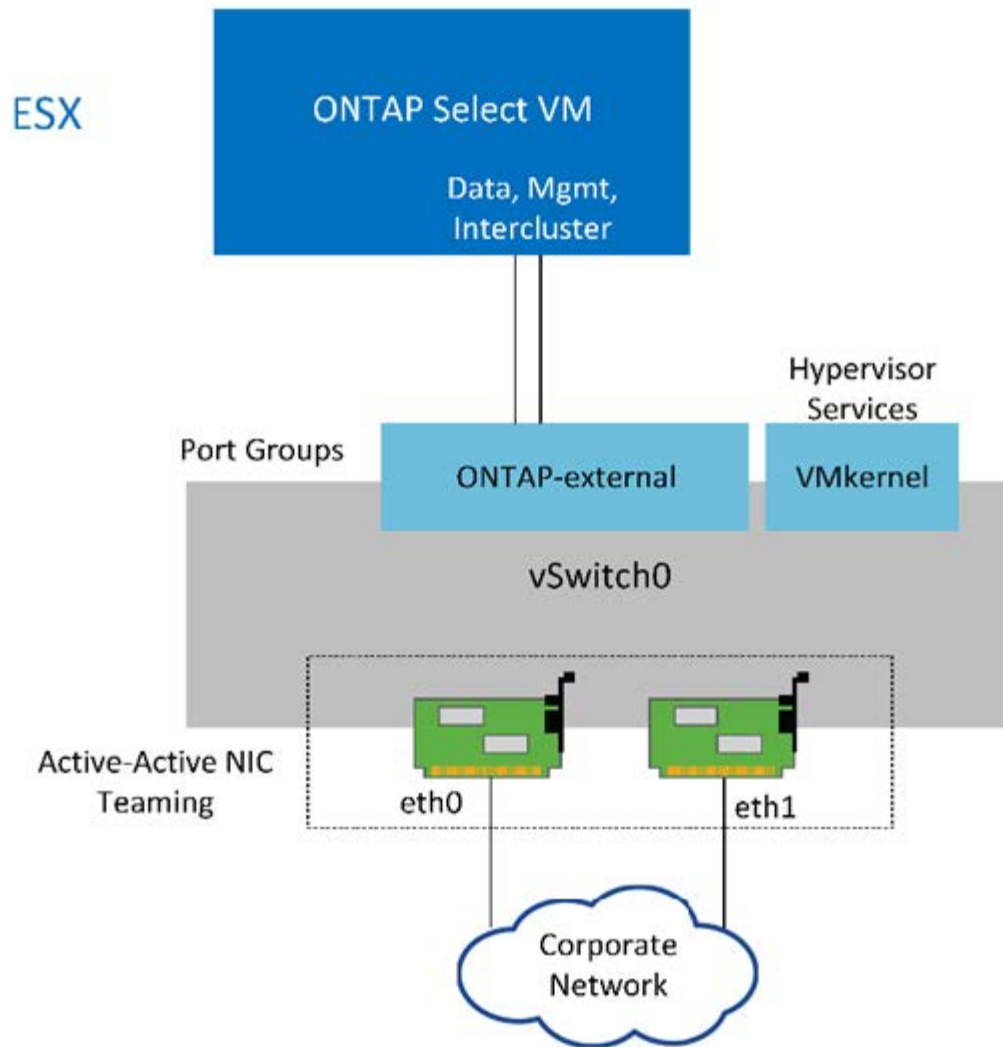 ESX
ONTAP Select VM
Data, Mgmt,
Intercluster
Hypervisor
Services
Port Groups
ONTAP-external
VMkernel
vSwitch0
Active-Active NIC
Teaming
eth0
eth1
Corporate
Network